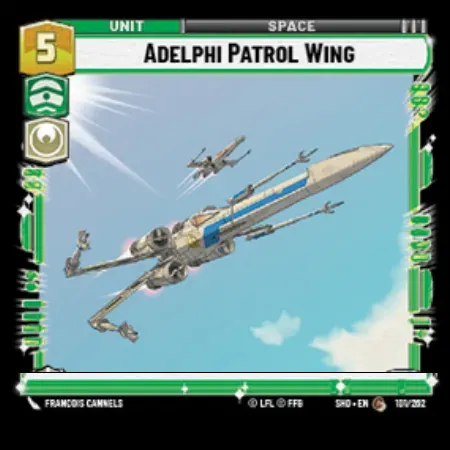 UNIT SPACE
5 ADELPHI PATROL WING
FRANCOIS CANNELS © LFL © FFG SHD • EN 101/262